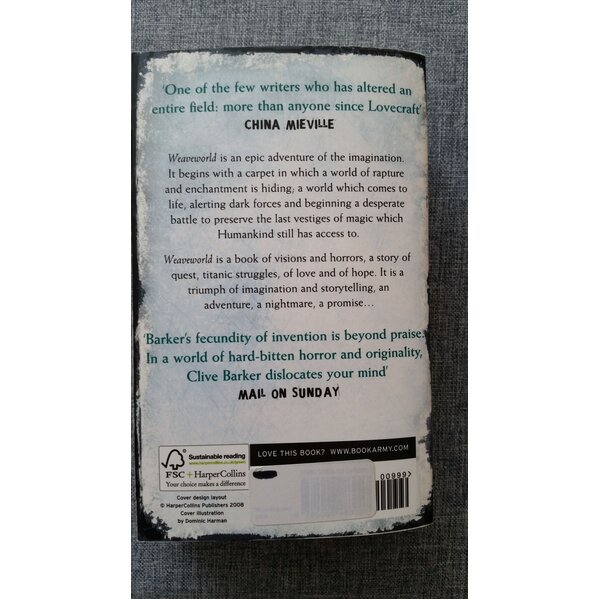 'One of the few writers who has altered an
entire field: more than anyone since Lovecraft'
CHINA MIEVILLE
Weaveworld is an epic adventure of the imagination.
It begins with a carpet in which a world of rapture
and enchantment is hiding; a world which comes to
life, alerting dark forces and beginning a desperate
battle to preserve the last vestiges of magic which
Humankind still has access to.
Weaveworld is a book of visions and horrors, a story of
quest, titanic struggles, of love and of hope. It is a
triumph of imagination and storytelling, an
adventure, a nightmare, a promise...
'Barker's fecundity of invention is beyond praise.
In a world of hard-bitten horror and originality,
Clive Barker dislocates your mind'
MAIL ON SUNDAY
Sustainable reading
www.harpercollins.co.uk/green
FSC + HarperCollins
Your choice makes a difference
LOVE THIS BOOK? WWW.BOOKARMY.COM
00999>
Cover design layout
© HarperCollins Publishers 2008
Cover illustration
by Dominic Harman